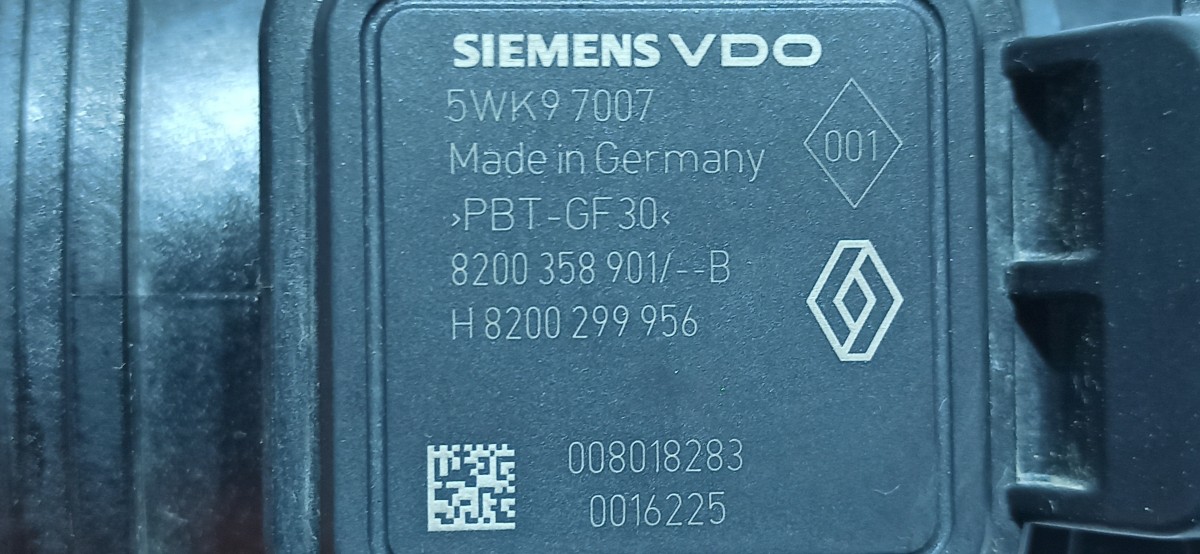 SIEMENS VDO
5WK9 7007
Made in Germany
001
>PBT-GF30<
8200 358 901/--B
H 8200 299 956
008018283
0016225